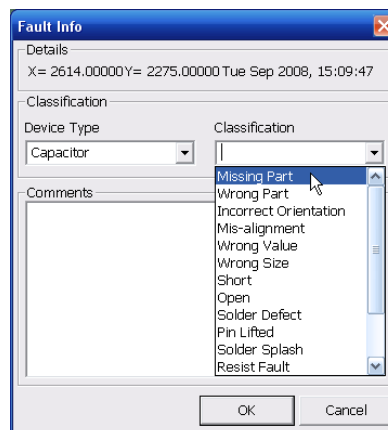 Fault Info
Details
X= 2614.00000Y= 2275.00000 Tue Sep 2008, 15:09:47
Classification
Device Type Classification
Capacitor
Missing Part
Comments
Wrong Part
Incorrect Orientation
Mis-alignment
Wrong Value
Wrong Size
Short
Open
Solder Defect
Pin Lifted
Solder Splash
Resist Fault
OK Cancel